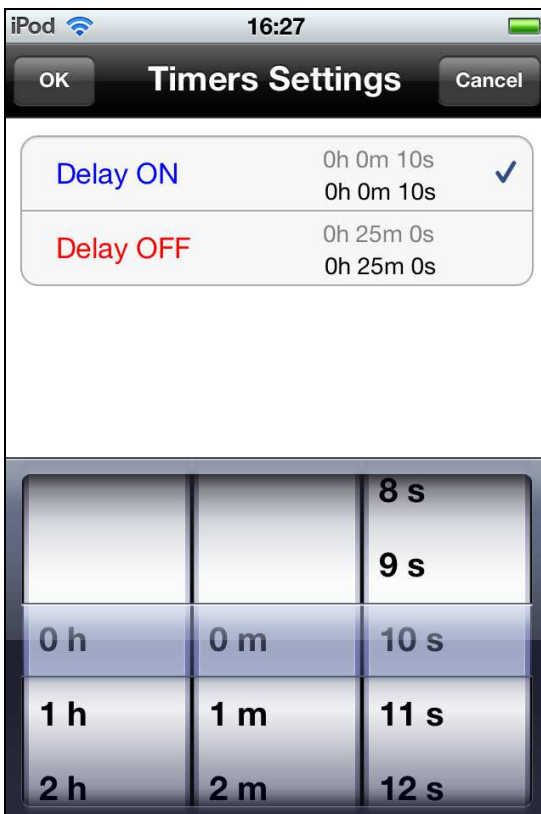 iPod 16:27
OK Timers Settings Cancel
Delay ON 0h 0m 10s
0h 0m 10s
Delay OFF 0h 25m 0s
0h 25m 0s
8 s
9 s
0 h 0 m 10 s
1 h 1 m 11 s
2 h 2 m 12 s